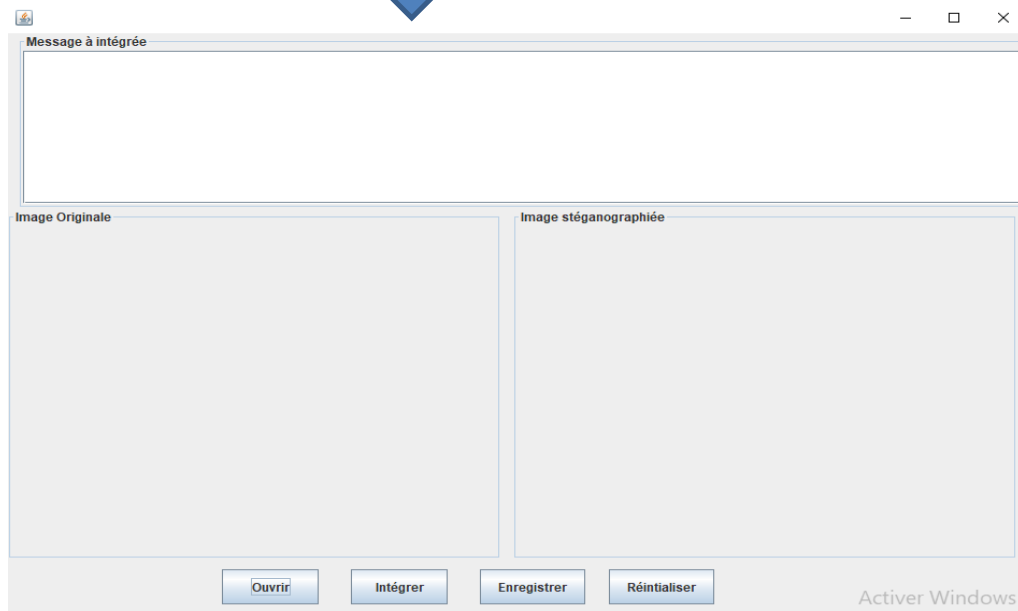 Message à intégrée
Image Originale
Image stéganographiée
Ouvrir
Intégrer
Enregistrer
Réintialiser
Activer Windows